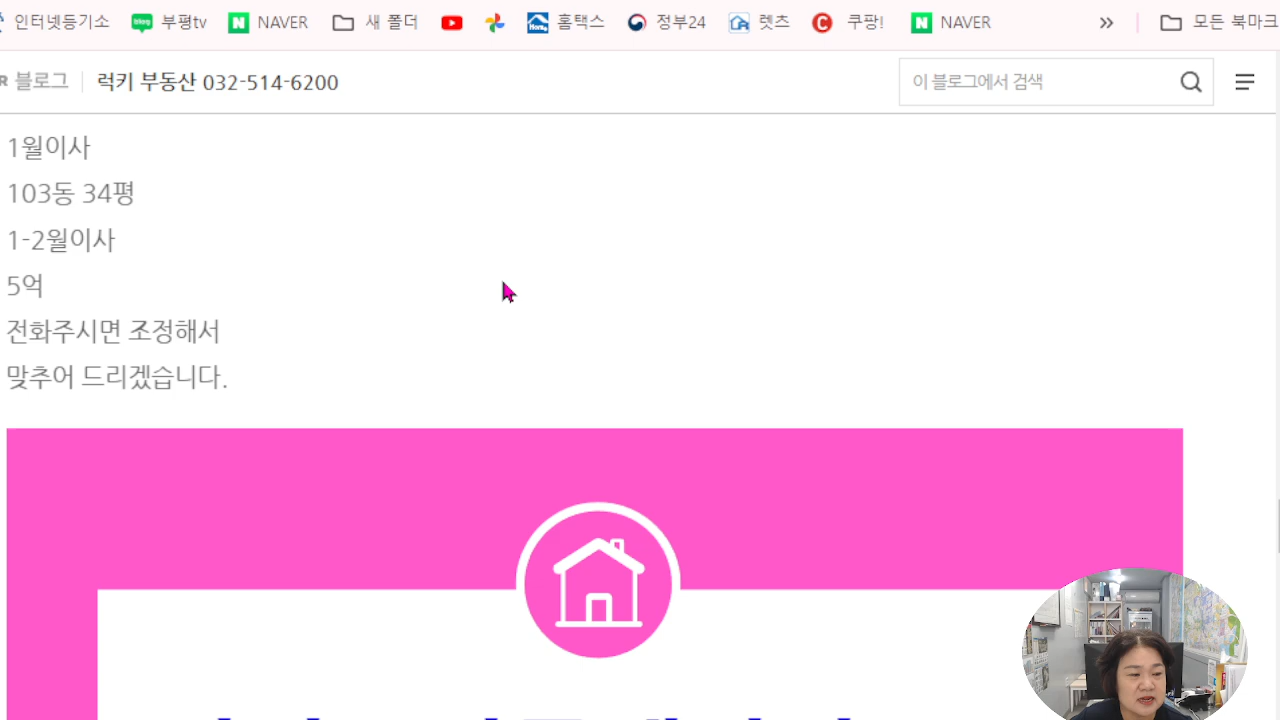 인터넷등기소 blog 부평tv N NAVER 새 폴더 홈택스 정부24 렛츠 C 쿠팡! N NAVER » 모든 북마크
R 블로그 | 럭키 부동산 032-514-6200 이 블로그에서 검색
1월이사
103동 34평
1-2월이사
5억
전화주시면 조정해서
맞추어 드리겠습니다.